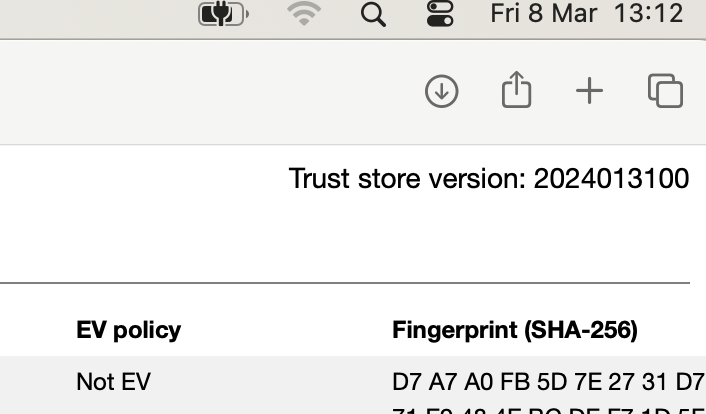 Fri 8 Mar 13:12
Trust store version: 2024013100
EV policy Fingerprint (SHA-256)
Not EV D7 A7 A0 FB 5D 7E 27 31 D7